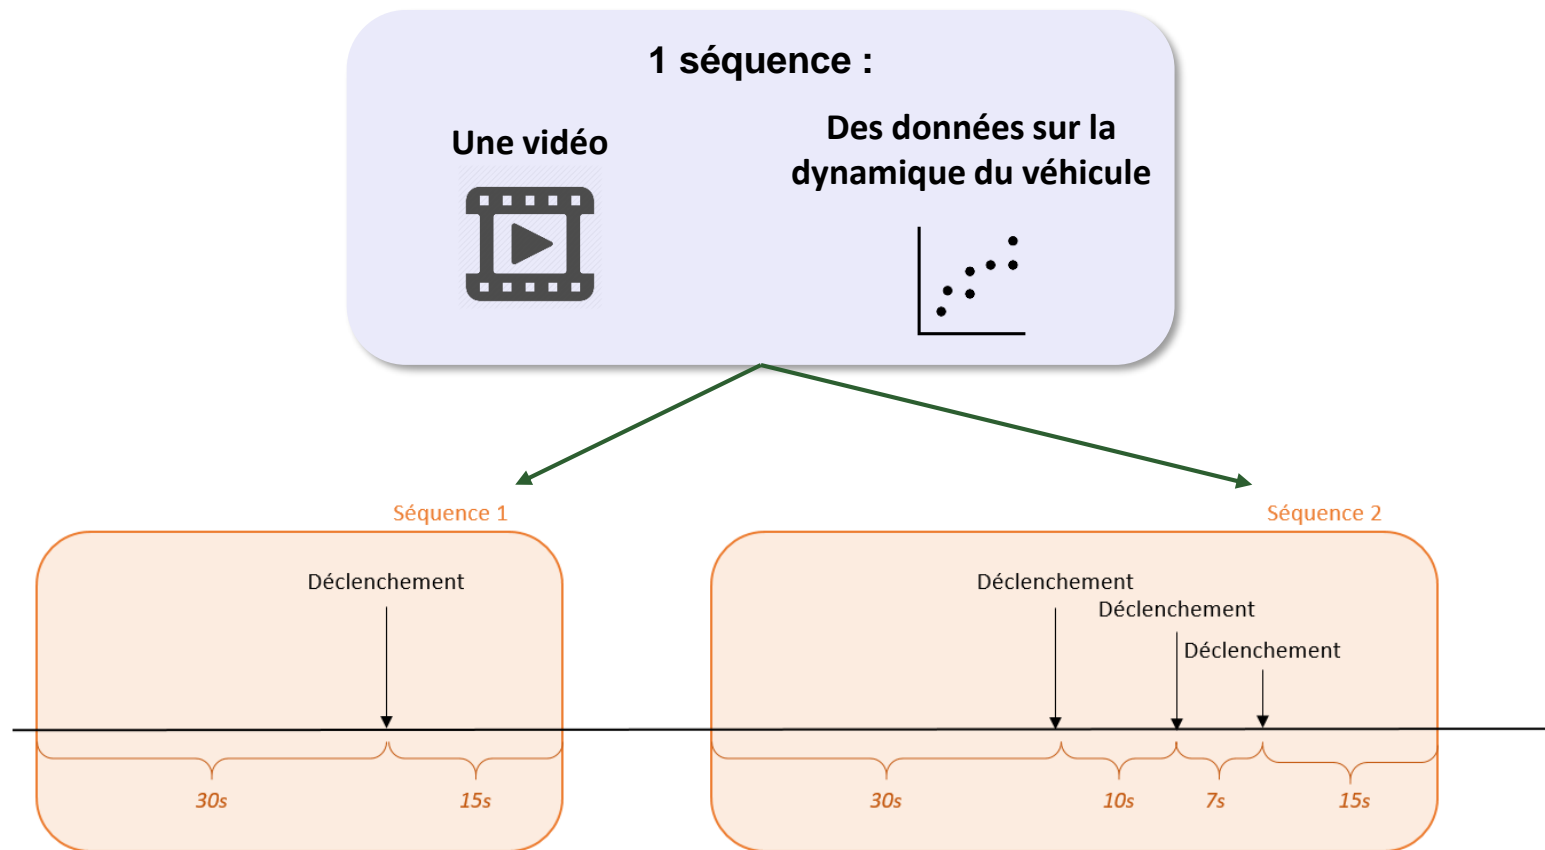 1 séquence :
Une vidéo
Des données sur la
dynamique du véhicule
Séquence 1
Déclenchement
30s
15s
Séquence 2
Déclenchement
Déclenchement
Déclenchement
30s
10s
7s
15s